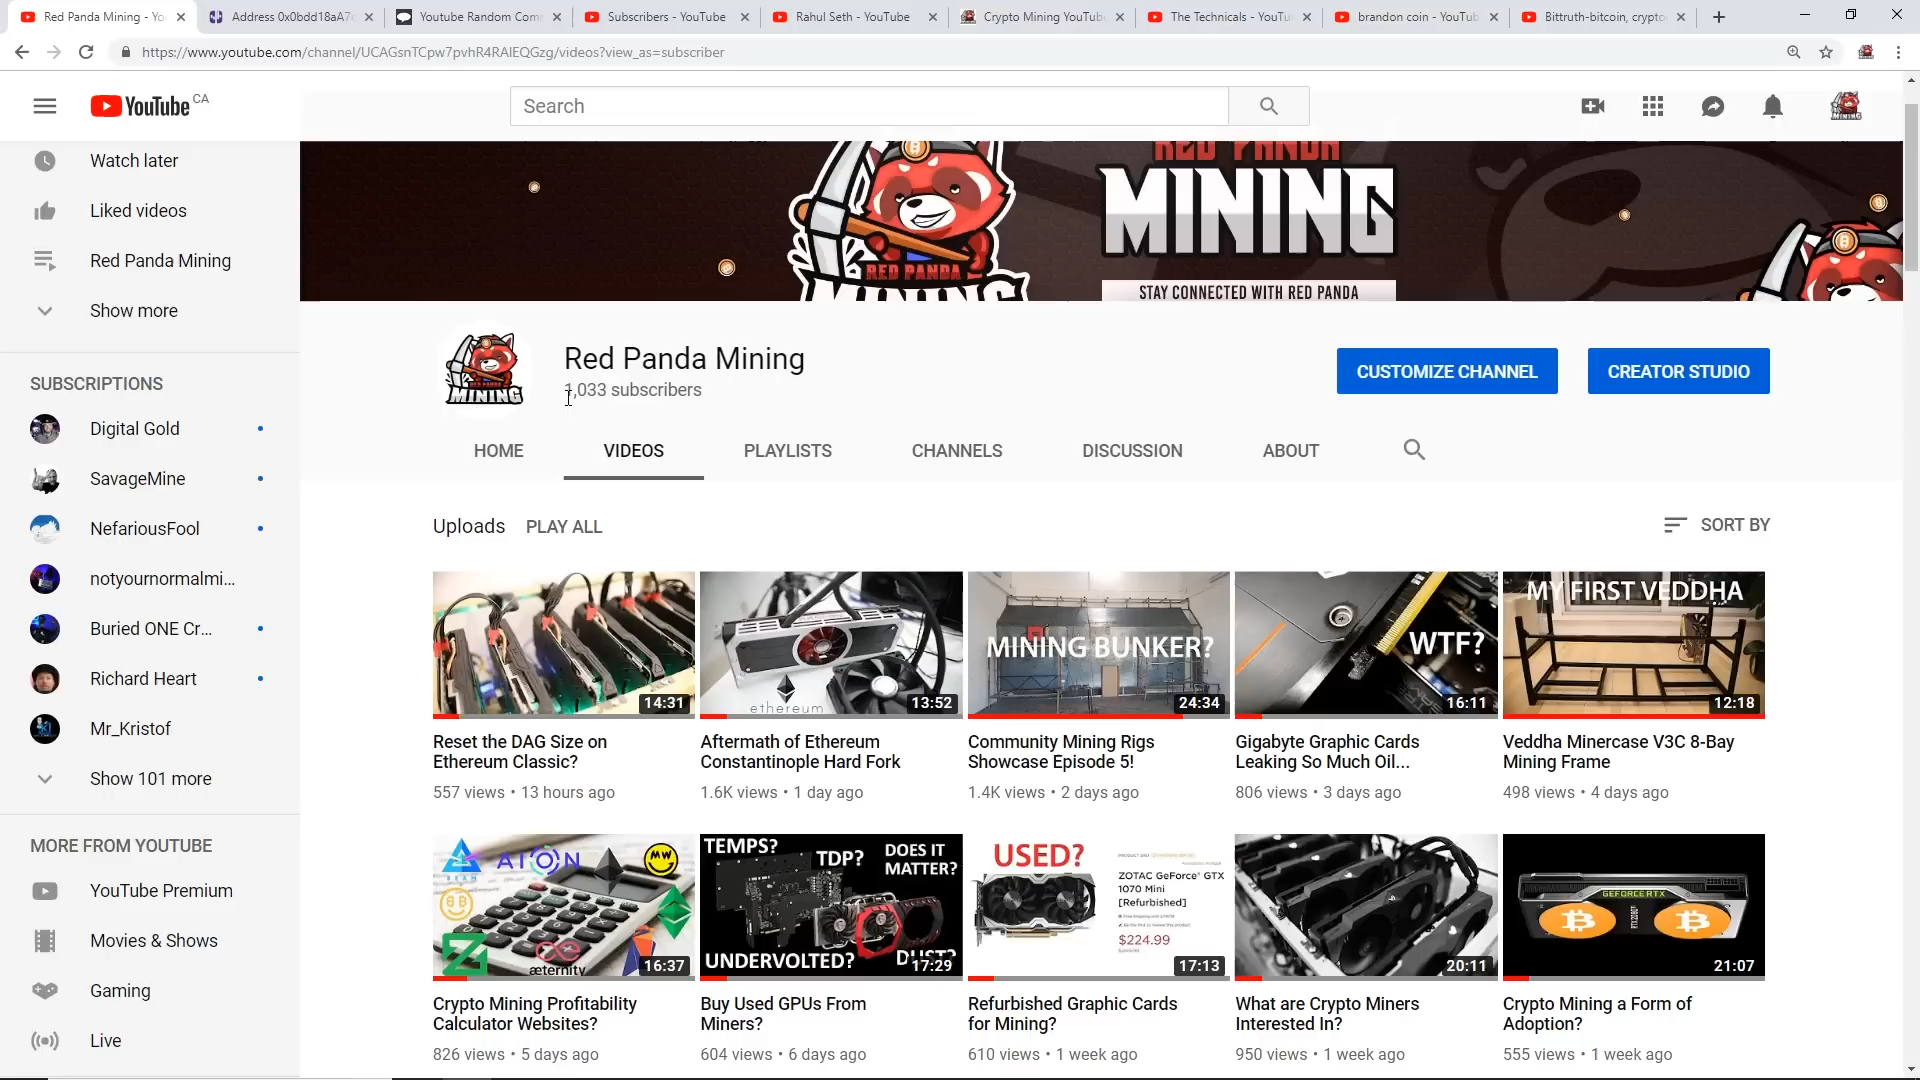 Red Panda Mining - Yo
Address 0x0bdd18aA7
Youtube Random Com
Subscribers - YouTube
Rahul Seth - YouTube
Crypto Mining YouTub
The Technicals - YouTu
brandon coin - YouTub
Bittruth-bitcoin, crypto
https://www.youtube.com/channel/UCAGsnTCpw7pvhR4RAlEQGzg/videos?view_as=subscriber
YouTube CA
Search
Watch later
Liked videos
Red Panda Mining
Show more
SUBSCRIPTIONS
Digital Gold
SavageMine
NefariousFool
notyournormalmi...
Buried ONE Cr...
Richard Heart
Mr_Kristof
Show 101 more
MORE FROM YOUTUBE
YouTube Premium
Movies & Shows
Gaming
Live
RED PANDA
MINING
RED PANDA
MINING
STAY CONNECTED WITH RED PANDA
Red Panda Mining
1,033 subscribers
CUSTOMIZE CHANNEL
CREATOR STUDIO
HOME
VIDEOS
PLAYLISTS
CHANNELS
DISCUSSION
ABOUT
Uploads
PLAY ALL
SORT BY
14:31
Reset the DAG Size on
Ethereum Classic?
557 views • 13 hours ago
ethereum
13:52
Aftermath of Ethereum
Constantinople Hard Fork
1.6K views • 1 day ago
MINING BUNKER?
24:34
Community Mining Rigs
Showcase Episode 5!
1.4K views • 2 days ago
WTF?
16:11
Gigabyte Graphic Cards
Leaking So Much Oil...
806 views • 3 days ago
MY FIRST VEDDHA
12:18
Veddha Minercase V3C 8-Bay
Mining Frame
498 views • 4 days ago
BEAM
AION
MW
æternity
16:37
Crypto Mining Profitability
Calculator Websites?
826 views • 5 days ago
TEMPS?
TDP?
DOES IT
MATTER?
UNDERVOLTED?
DUST?
17:29
Buy Used GPUs From
Miners?
604 views • 6 days ago
USED?
ZOTAC GeForce® GTX
1070 Mini
[Refurbished]
$224.99
17:13
Refurbished Graphic Cards
for Mining?
610 views • 1 week ago
20:11
What are Crypto Miners
Interested In?
950 views • 1 week ago
GEFORCE RTX
21:07
Crypto Mining a Form of
Adoption?
555 views • 1 week ago